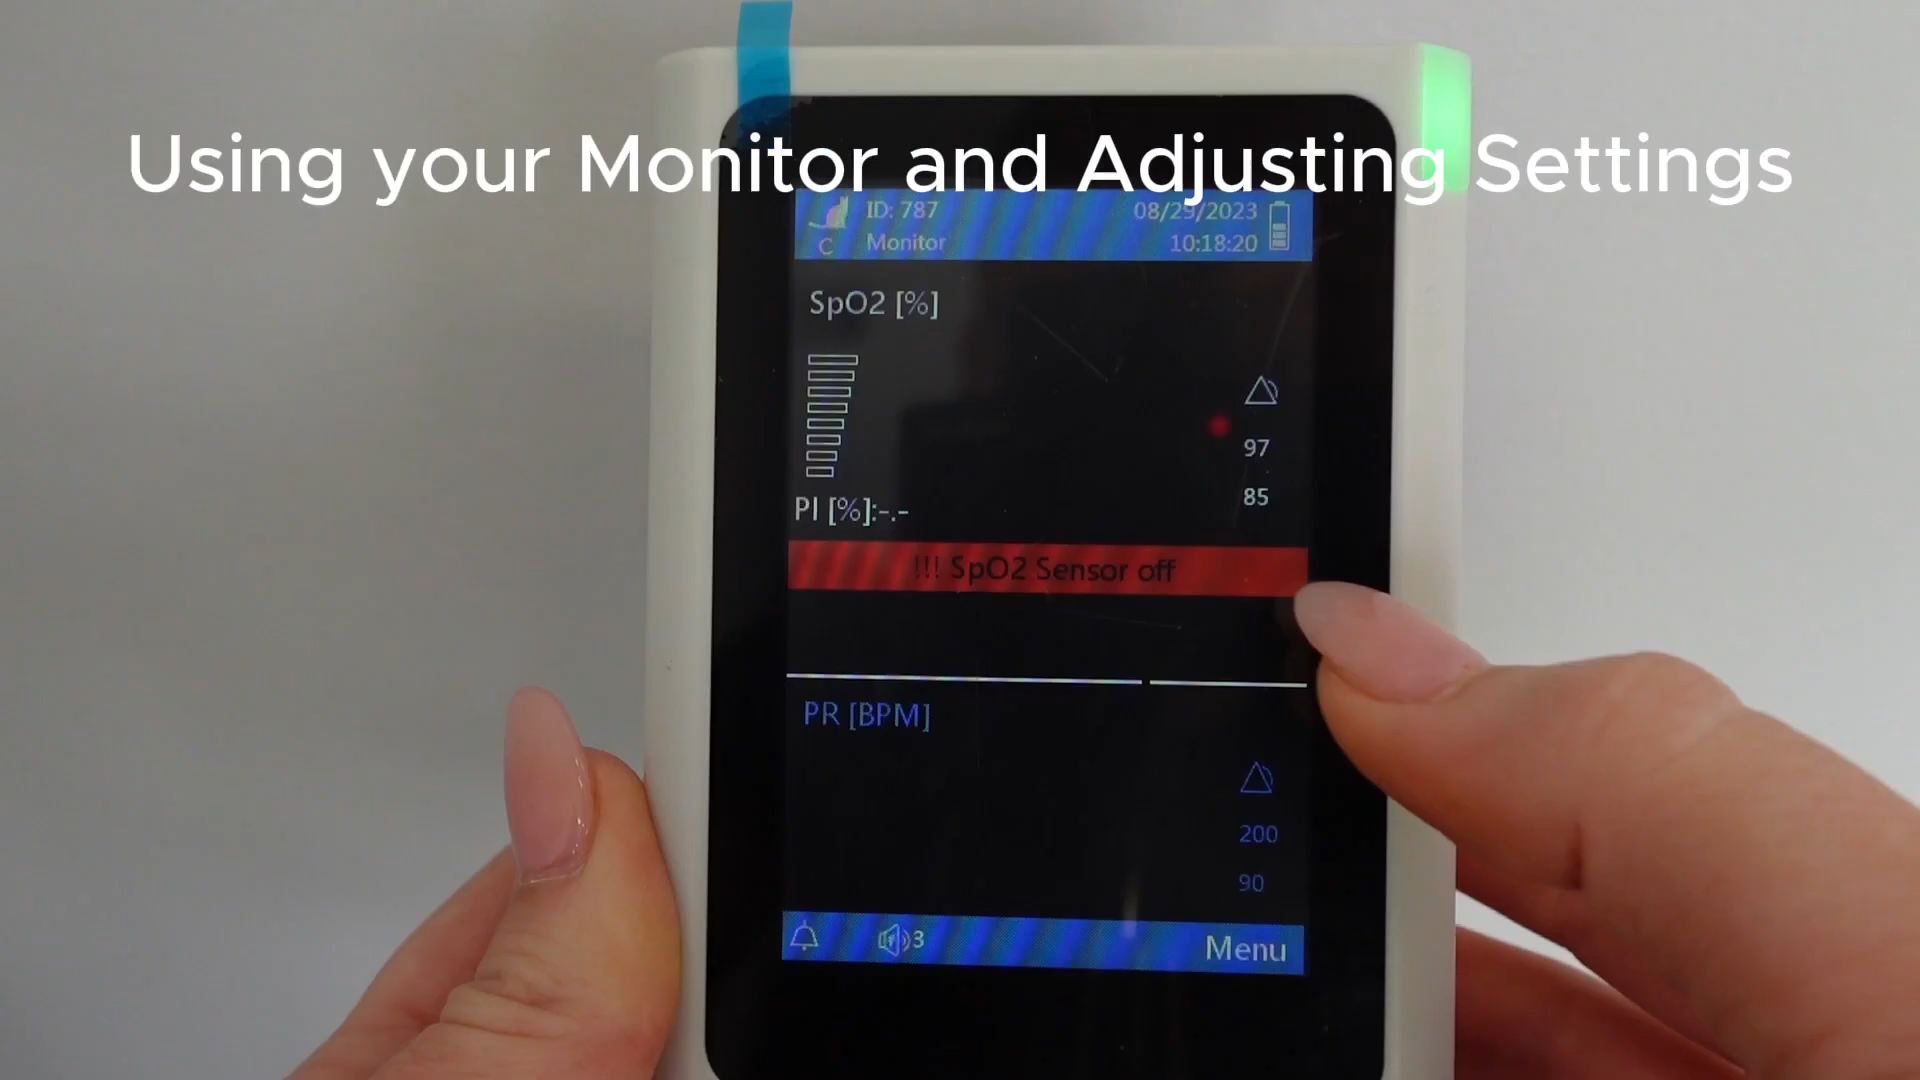 Using your Monitor and Adjusting Settings
ID: 787
08/29/2023
C
Monitor
10:18:20
SpO2 [%]
97
85
PI [%]:-.-
!!! SpO2 Sensor off
PR [BPM]
200
90
3
Menu